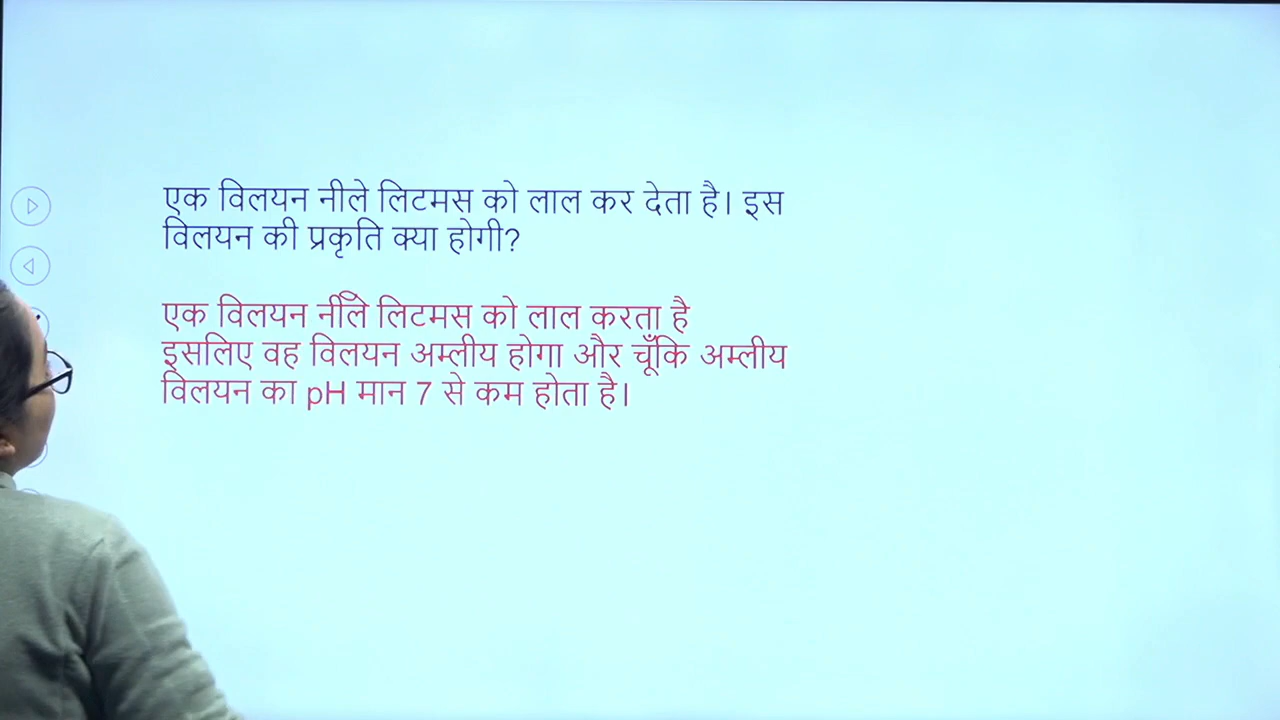 एक विलयन नीले लिटमस को लाल कर देता है। इस
विलयन की प्रकृति क्या होगी?
एक विलयन नीले लिटमस को लाल करता है
इसलिए वह विलयन अम्लीय होगा और चूँकि अम्लीय
विलयन का pH मान 7 से कम होता है।